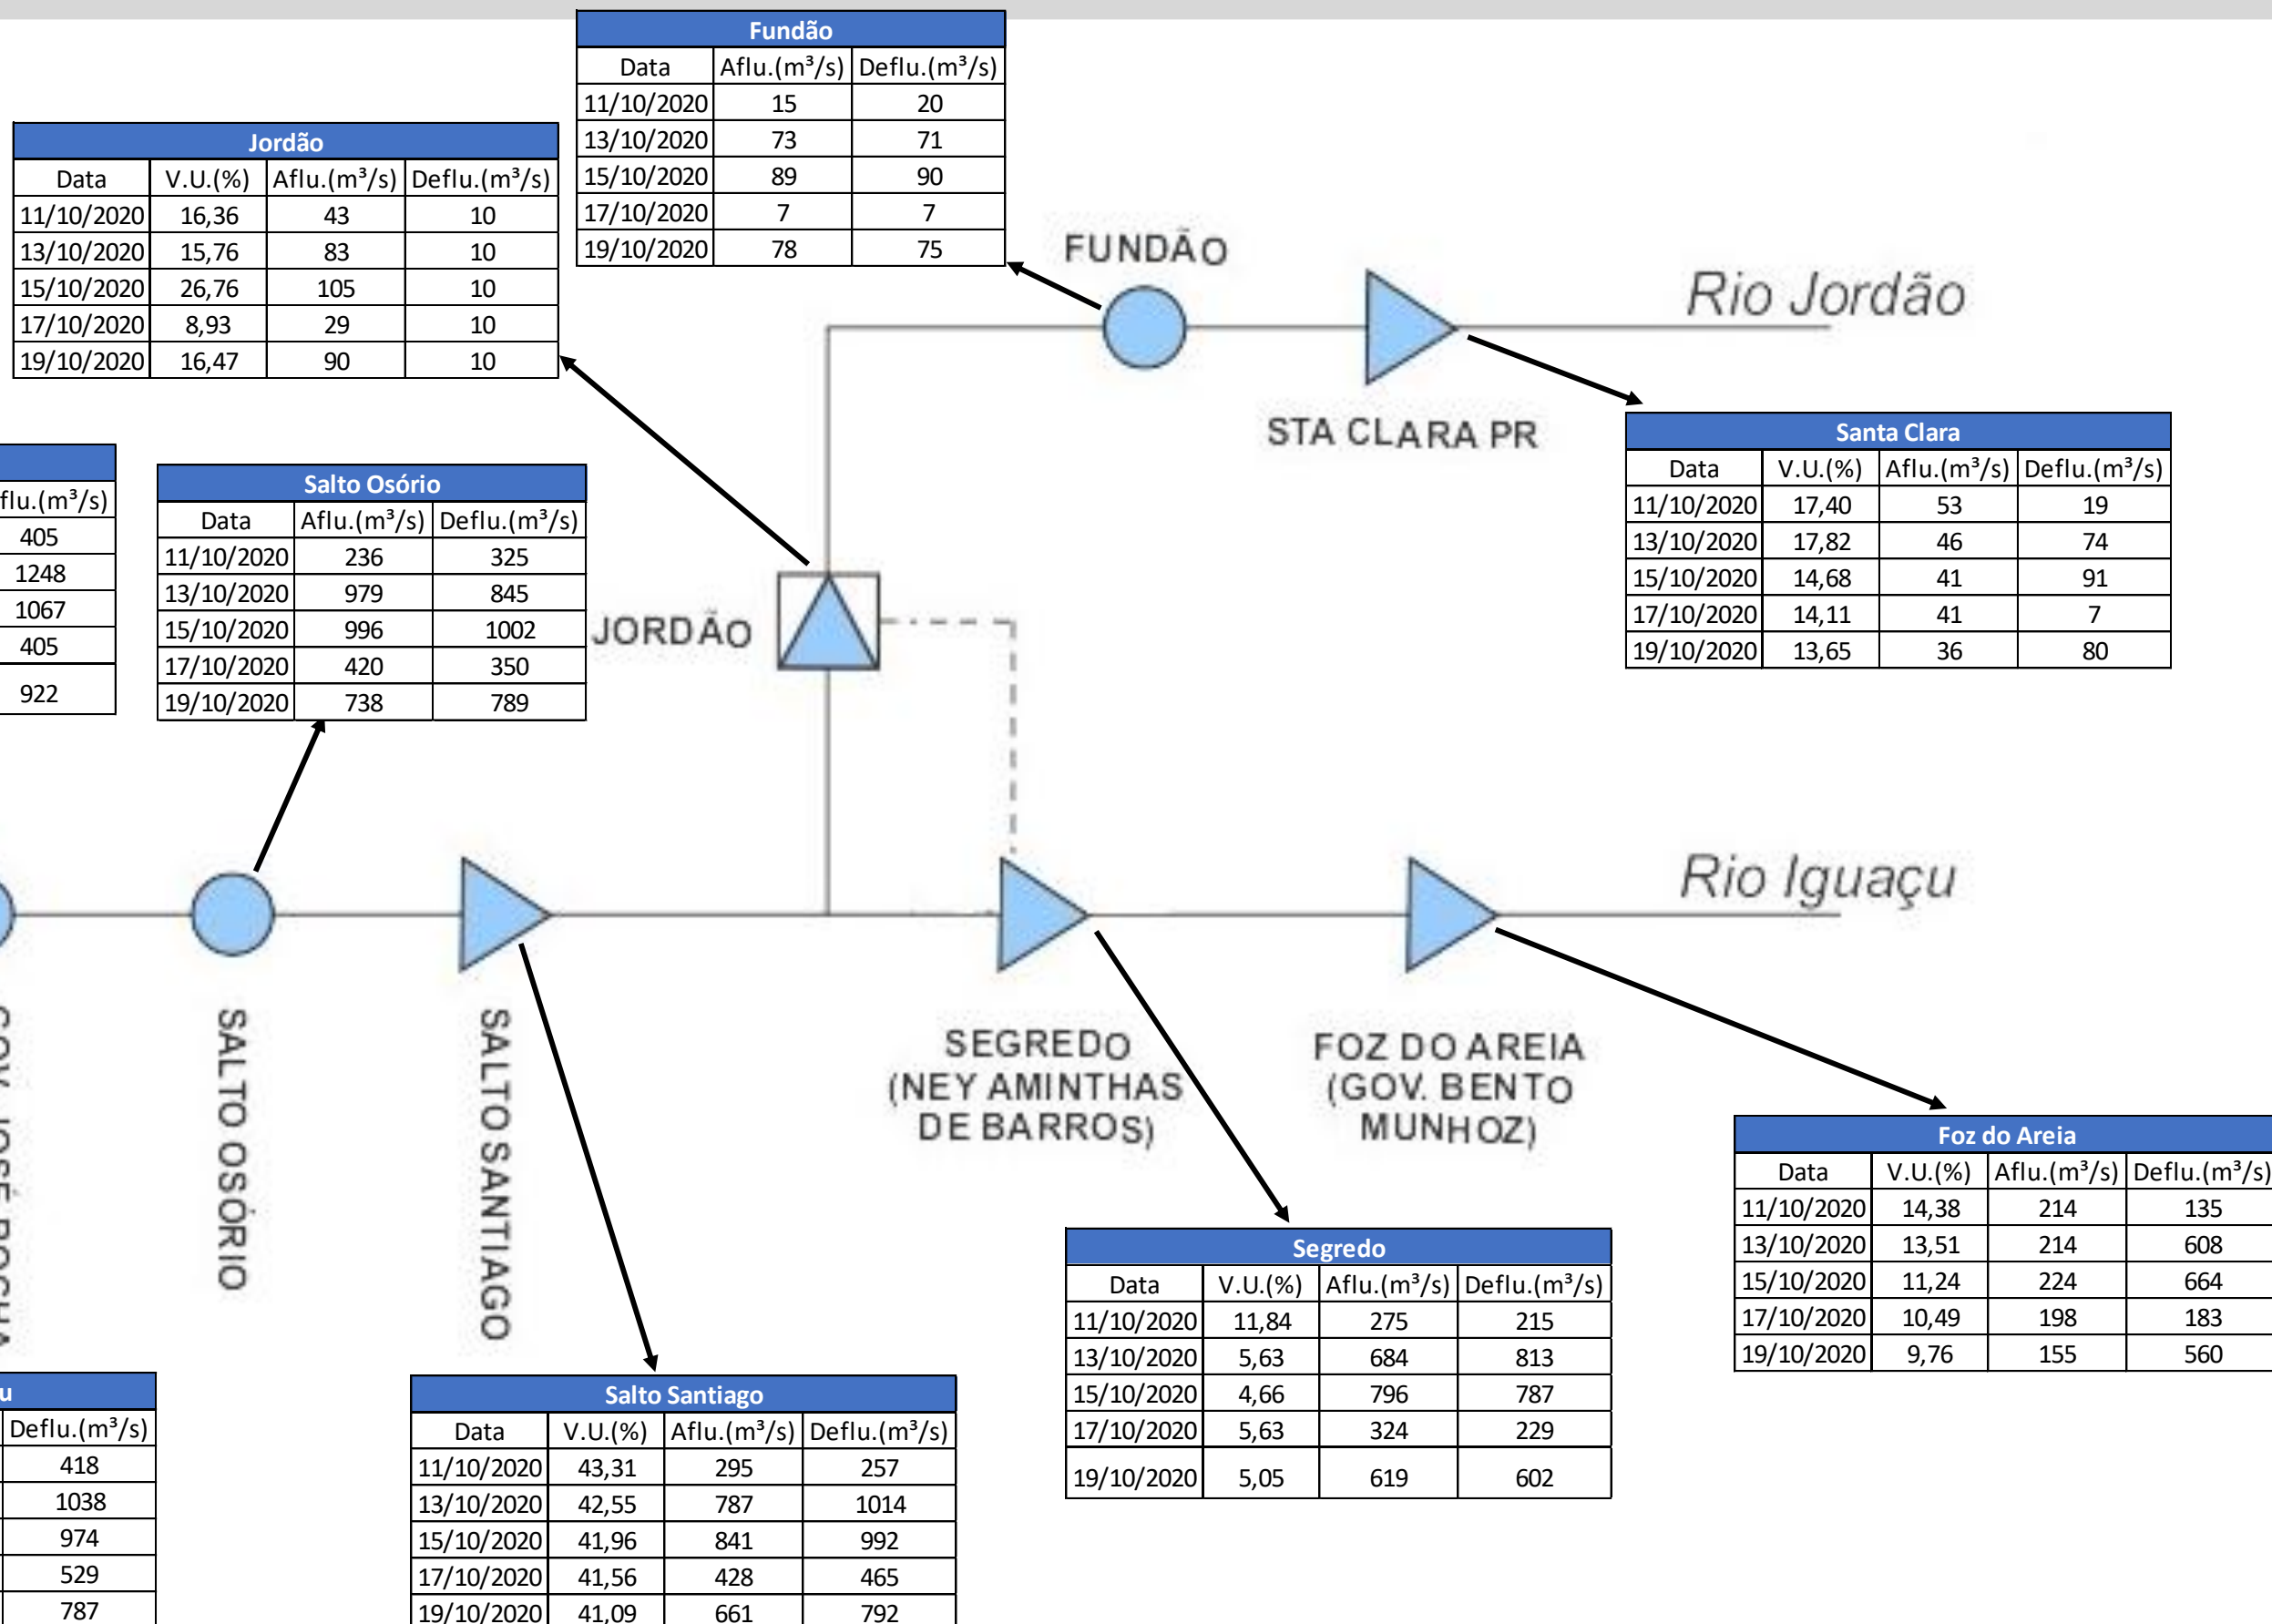 Fundão
Data Aflu.(m³/s) Deflu.(m³/s)
11/10/2020 15 20
13/10/2020 73 71
15/10/2020 89 90
17/10/2020 7 7
19/10/2020 78 75
Jordão
Data V.U.(%) Aflu.(m³/s) Deflu.(m³/s)
11/10/2020 16,36 43 10
13/10/2020 15,76 83 10
15/10/2020 26,76 105 10
17/10/2020 8,93 29 10
19/10/2020 16,47 90 10
FUNDÃO
Rio Jordão
STA CLARA PR
Santa Clara
Data V.U.(%) Aflu.(m³/s) Deflu.(m³/s)
11/10/2020 17,40 53 19
13/10/2020 17,82 46 74
15/10/2020 14,68 41 91
17/10/2020 14,11 41 7
19/10/2020 13,65 36 80
flu.(m³/s)
405
1248
1067
405
922
Salto Osório
Data Aflu.(m³/s) Deflu.(m³/s)
11/10/2020 236 325
13/10/2020 979 845
15/10/2020 996 1002
17/10/2020 420 350
19/10/2020 738 789
JORDÃO
Rio Iguaçu
GOV. JOSÉ ROCHA
SALTO OSÓRIO
SALTO SANTIAGO
SEGREDO
(NEY AMINTHAS
DE BARROS)
FOZ DO AREIA
(GOV. BENTO
MUNHOZ)
Foz do Areia
Data V.U.(%) Aflu.(m³/s) Deflu.(m³/s)
11/10/2020 14,38 214 135
13/10/2020 13,51 214 608
15/10/2020 11,24 224 664
17/10/2020 10,49 198 183
19/10/2020 9,76 155 560
Segredo
Data V.U.(%) Aflu.(m³/s) Deflu.(m³/s)
11/10/2020 11,84 275 215
13/10/2020 5,63 684 813
15/10/2020 4,66 796 787
17/10/2020 5,63 324 229
19/10/2020 5,05 619 602
u
Deflu.(m³/s)
418
1038
974
529
787
Salto Santiago
Data V.U.(%) Aflu.(m³/s) Deflu.(m³/s)
11/10/2020 43,31 295 257
13/10/2020 42,55 787 1014
15/10/2020 41,96 841 992
17/10/2020 41,56 428 465
19/10/2020 41,09 661 792